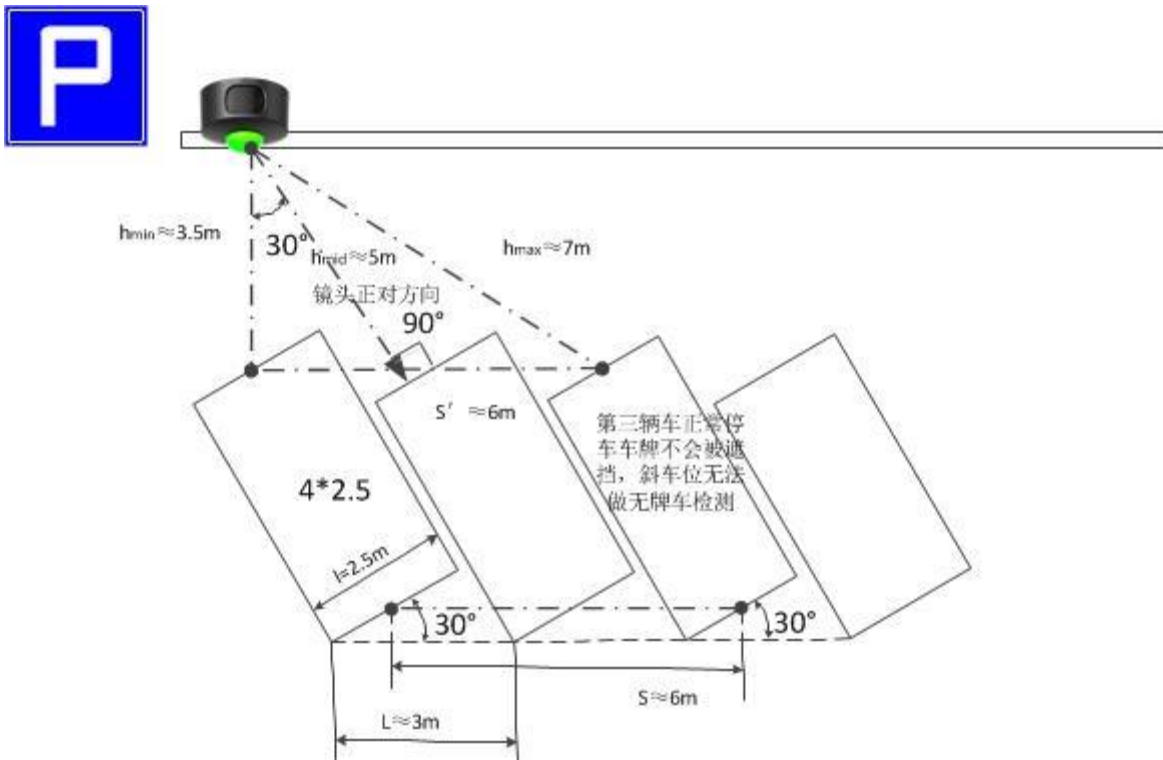 P
hmin≈3.5m
30°
hmid≈5m
hmax≈7m
镜头正对方向
90°
S' ≈6m
第三辆车正常停
车车牌不会被遮
挡，斜车位无法
做无牌车检测
4*2.5
l=2.5m
30°
30°
S≈6m
L≈3m